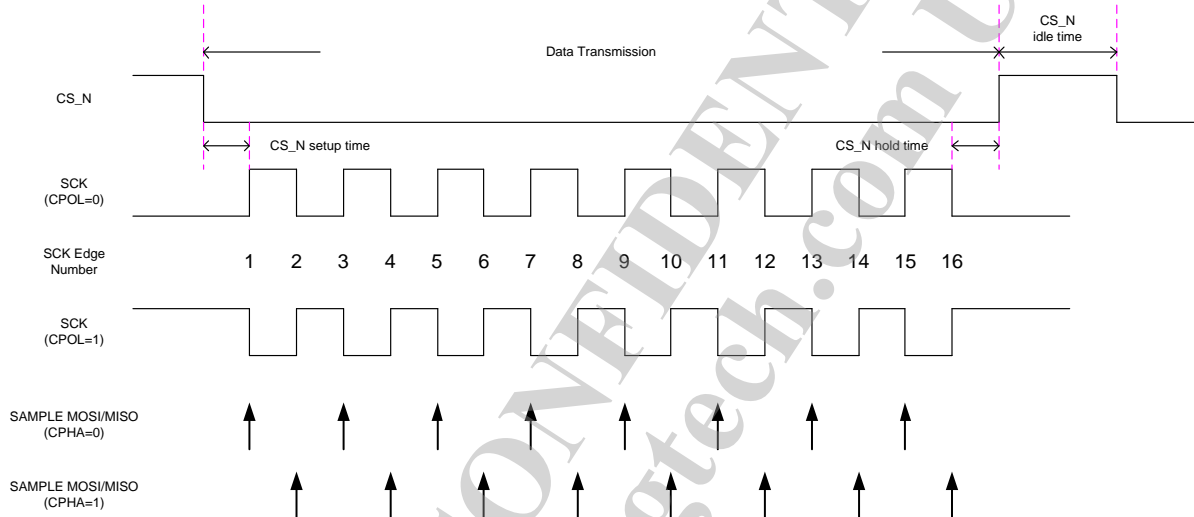 CS_N
idle time
Data Transmission
CS_N
CS_N setup time
CS_N hold time
SCK
(CPOL=0)
SCK Edge
Number
1 2 3 4 5 6 7 8 9 10 11 12 13 14 15 16
SCK
(CPOL=1)
SAMPLE MOSI/MISO
(CPHA=0)
SAMPLE MOSI/MISO
(CPHA=1)